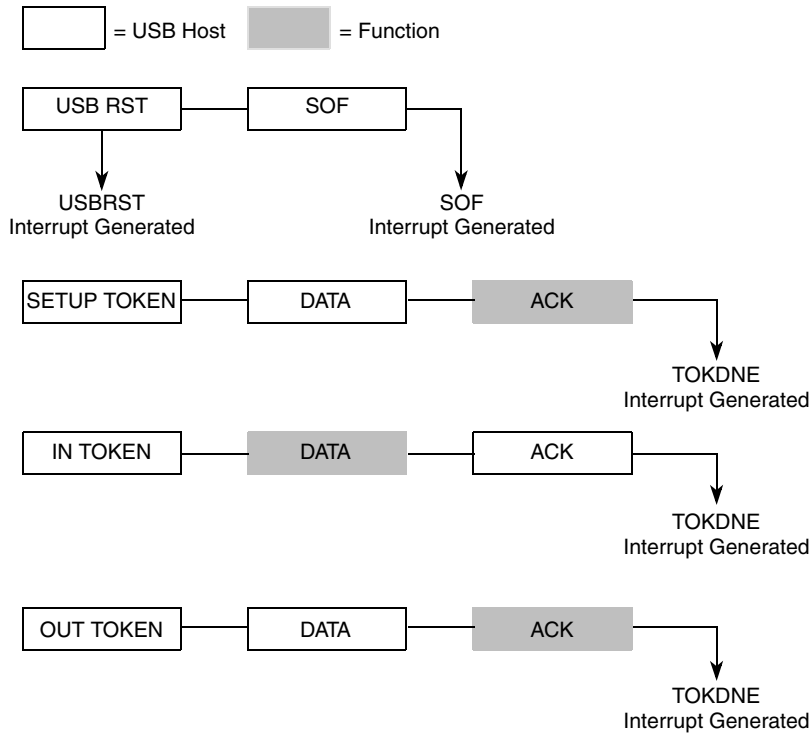 = USB Host
= Function
USB RST
SOF
USBRST
Interrupt Generated
SOF
Interrupt Generated
SETUP TOKEN
DATA
ACK
TOKDNE
Interrupt Generated
IN TOKEN
DATA
ACK
TOKDNE
Interrupt Generated
OUT TOKEN
DATA
ACK
TOKDNE
Interrupt Generated